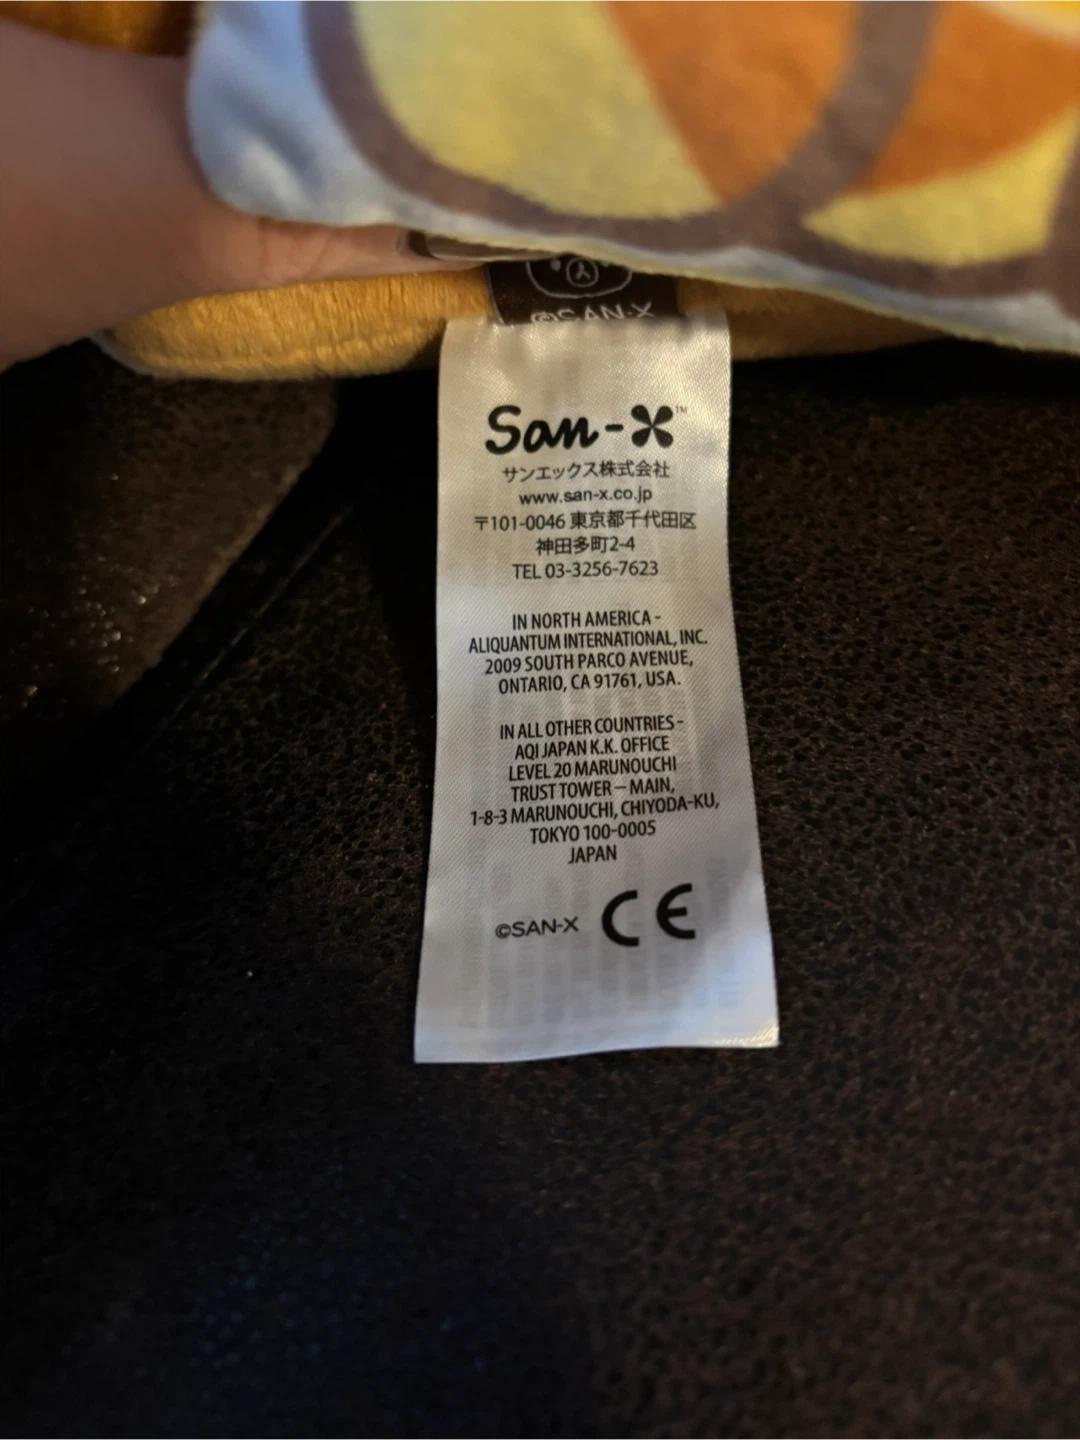 ©SAN-X
San-X™
サンエックス株式会社
www.san-x.co.jp
〒101-0046 東京都千代田区
神田多町2-4
TEL 03-3256-7623
IN NORTH AMERICA -
ALIQUANTUM INTERNATIONAL, INC.
2009 SOUTH PARCO AVENUE,
ONTARIO, CA 91761, USA.
IN ALL OTHER COUNTRIES -
AQI JAPAN K.K. OFFICE
LEVEL 20 MARUNOUCHI
TRUST TOWER – MAIN,
1-8-3 MARUNOUCHI, CHIYODA-KU,
TOKYO 100-0005
JAPAN
©SAN-X CE